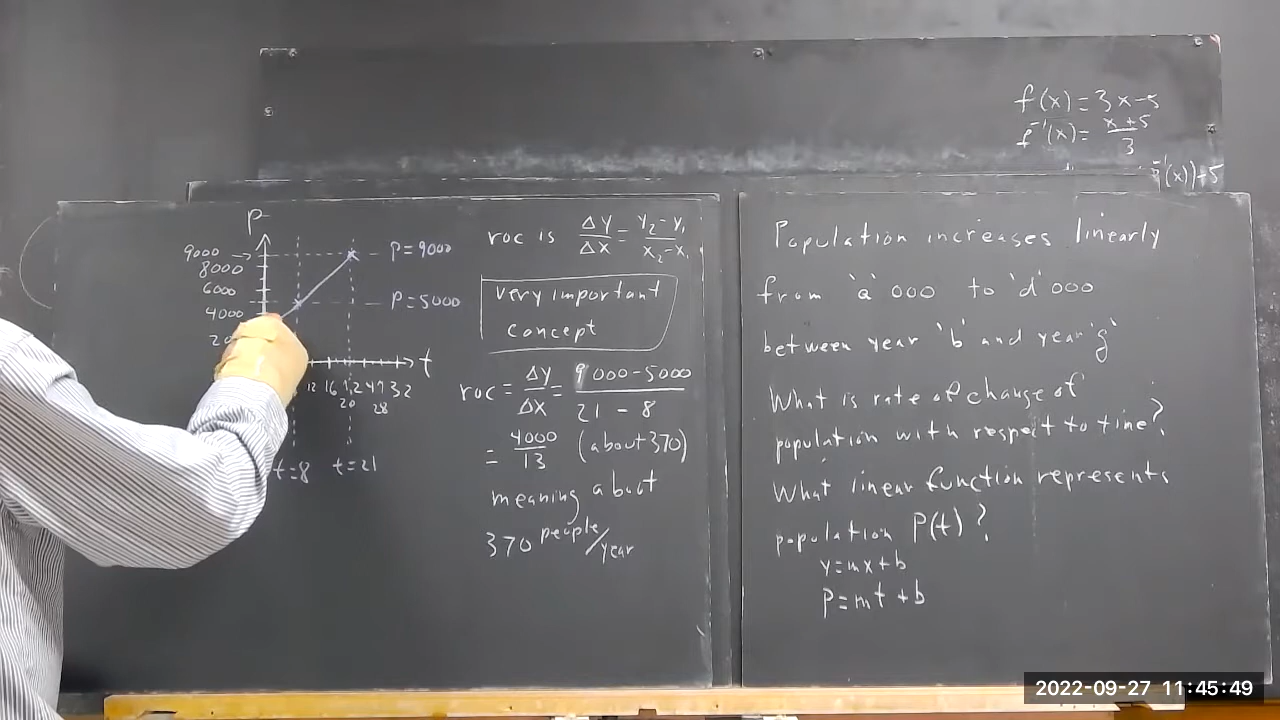 f(x) = 3x-5
f⁻¹(x) = x+5
3
⁻¹(x))+5
P
9000
8000
6000
4000
P=9000
P=5000
t
12 16 32
20 28
t=8 t=21
roc is ΔY/ΔX = Y₂-Y₁/X₂-X₁
very important
concept
roc = ΔY/ΔX = 9000-5000/21-8
= 4000/13 (about 370)
meaning about
370 people/year
Population increases linearly
from 'a' 000 to 'd' 000
between year 'b' and year 'g'
What is rate of change of
population with respect to time?
What linear function represents
population P(t)?
y=mx+b
P=mt+b
2022-09-27 11:45:49